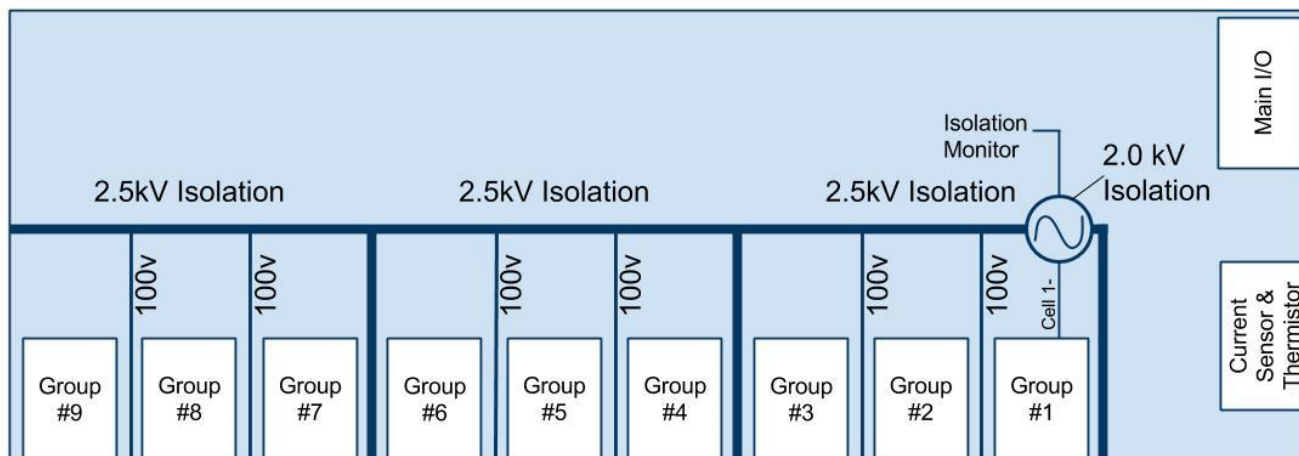 Main I/O
Isolation
Monitor
2.0 kV
Isolation
2.5kV Isolation
2.5kV Isolation
2.5kV Isolation
100v
100v
100v
100v
100v
100v
Cell 1-
Current
Sensor &
Thermistor
Group
#9
Group
#8
Group
#7
Group
#6
Group
#5
Group
#4
Group
#3
Group
#2
Group
#1